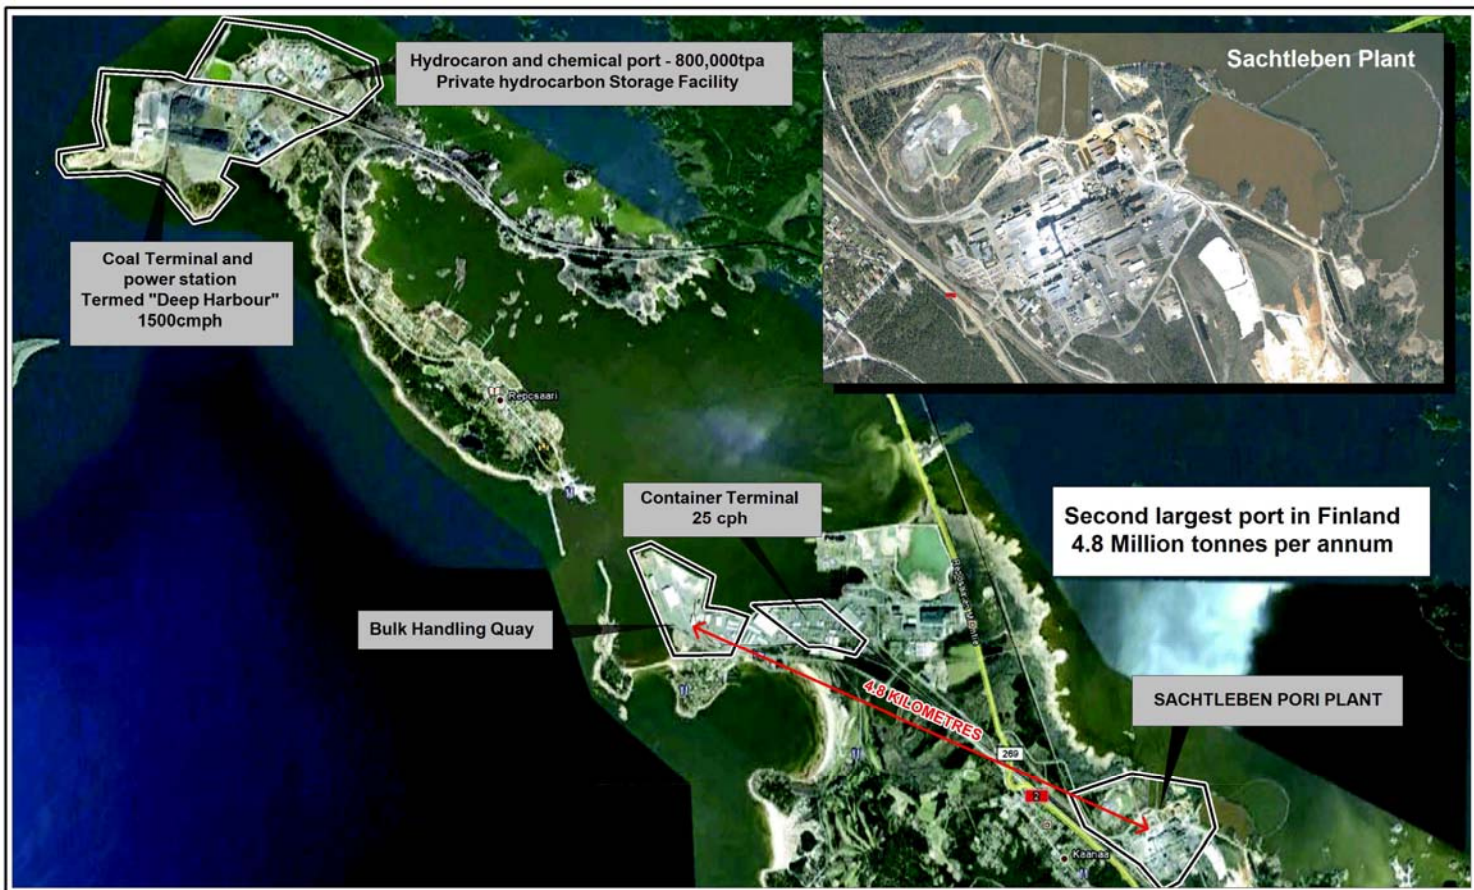 Hydrocaron and chemical port - 800,000tpa
Private hydrocarbon Storage Facility
Sachtleben Plant
Coal Terminal and
power station
Termed "Deep Harbour"
1500cmph
Container Terminal
25 cph
Second largest port in Finland
4.8 Million tonnes per annum
Bulk Handling Quay
4.8 KILOMETRES
SACHTLEBEN PORI PLANT
269
2
Kaanaa